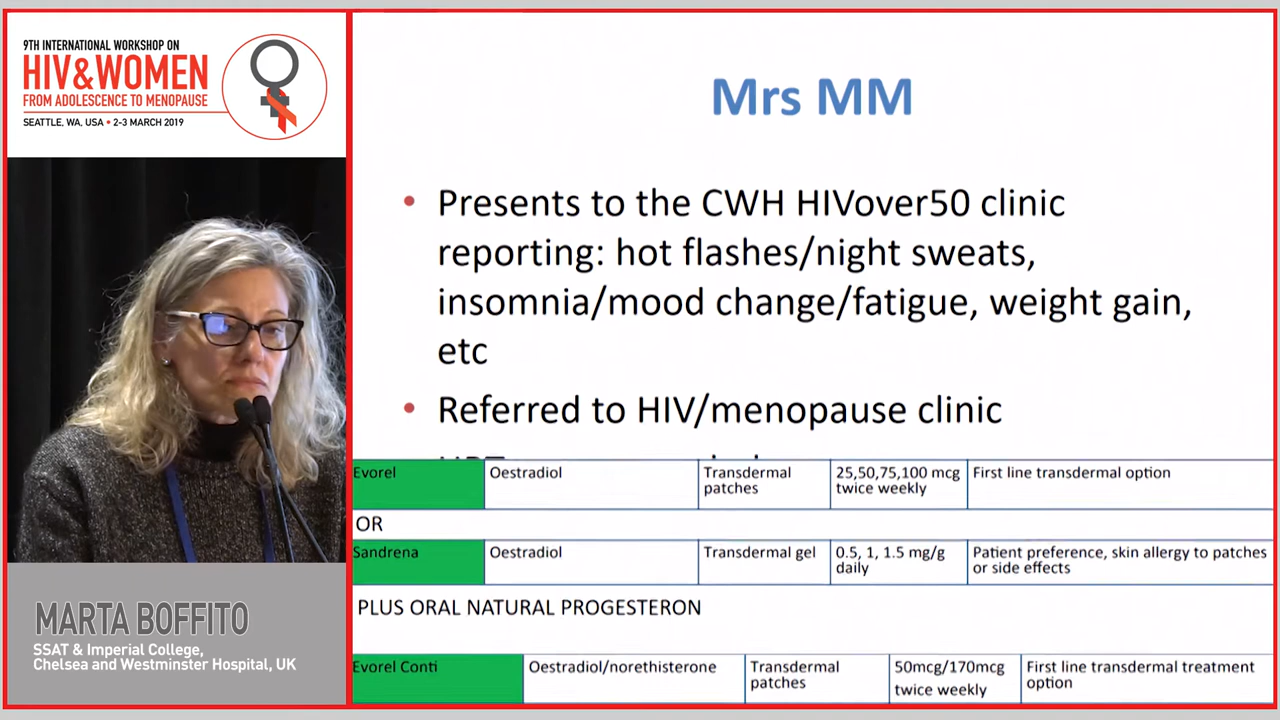 9TH INTERNATIONAL WORKSHOP ON
HIV&WOMEN
FROM ADOLESCENCE TO MENOPAUSE
SEATTLE, WA, USA • 2-3 MARCH 2019
MARTA BOFFITO
SSAT & Imperial College,
Chelsea and Westminster Hospital, UK
Mrs MM
• Presents to the CWH HIVover50 clinic
reporting: hot flashes/night sweats,
insomnia/mood change/fatigue, weight gain,
etc
• Referred to HIV/menopause clinic
Evorel Oestradiol Transdermal patches 25,50,75,100 mcg twice weekly First line transdermal option
OR
Sandrena Oestradiol Transdermal gel 0.5, 1, 1.5 mg/g daily Patient preference, skin allergy to patches or side effects
PLUS ORAL NATURAL PROGESTERON
Evorel Conti Oestradiol/norethisterone Transdermal patches 50mcg/170mcg twice weekly First line transdermal treatment option